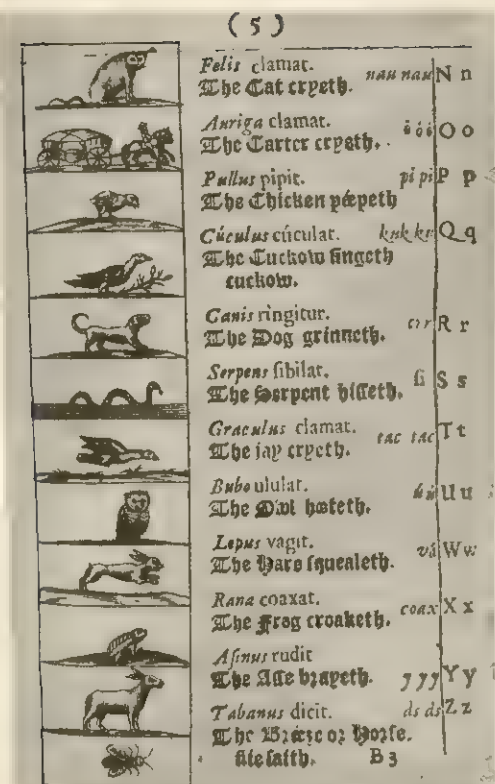 ( 5 )
Felis clamat. nau nau N n
The Cat cryeth.
Auriga clamat. ò ò ò O o
The Carter cryeth.
Pullus pipit. pi pi P p
The Chicken peepeth
Cúculus cúculat. kuk ku Q q
The Cuckow singeth
cuckow.
Canis ringitur. err R r
The Dog grinneth.
Serpens sibilat. si S s
The Serpent hisseth.
Graculus clamat. tac tac T t
The jay cryeth.
Bubo ululat. ú ú U u
The Owl hooteth.
Lepus vagit. vá W w
The Hare squealeth.
Rana coaxat. coax X x
The Frog croaketh.
Asinus rudit y y y Y y
The Asse brayeth.
Tabanus dicit. ds ds Z z
The Breeze or Horse.
flie saith. B 3